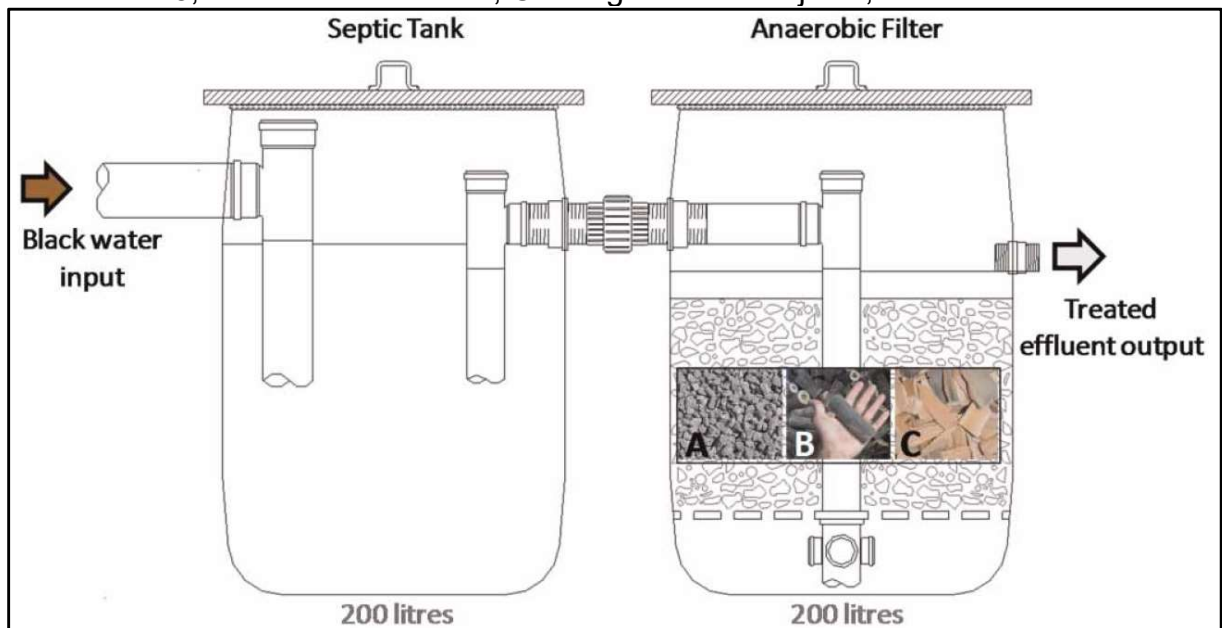 Septic Tank
Anaerobic Filter
Black water
input
Treated
effluent output
A
B
C
200 litres
200 litres